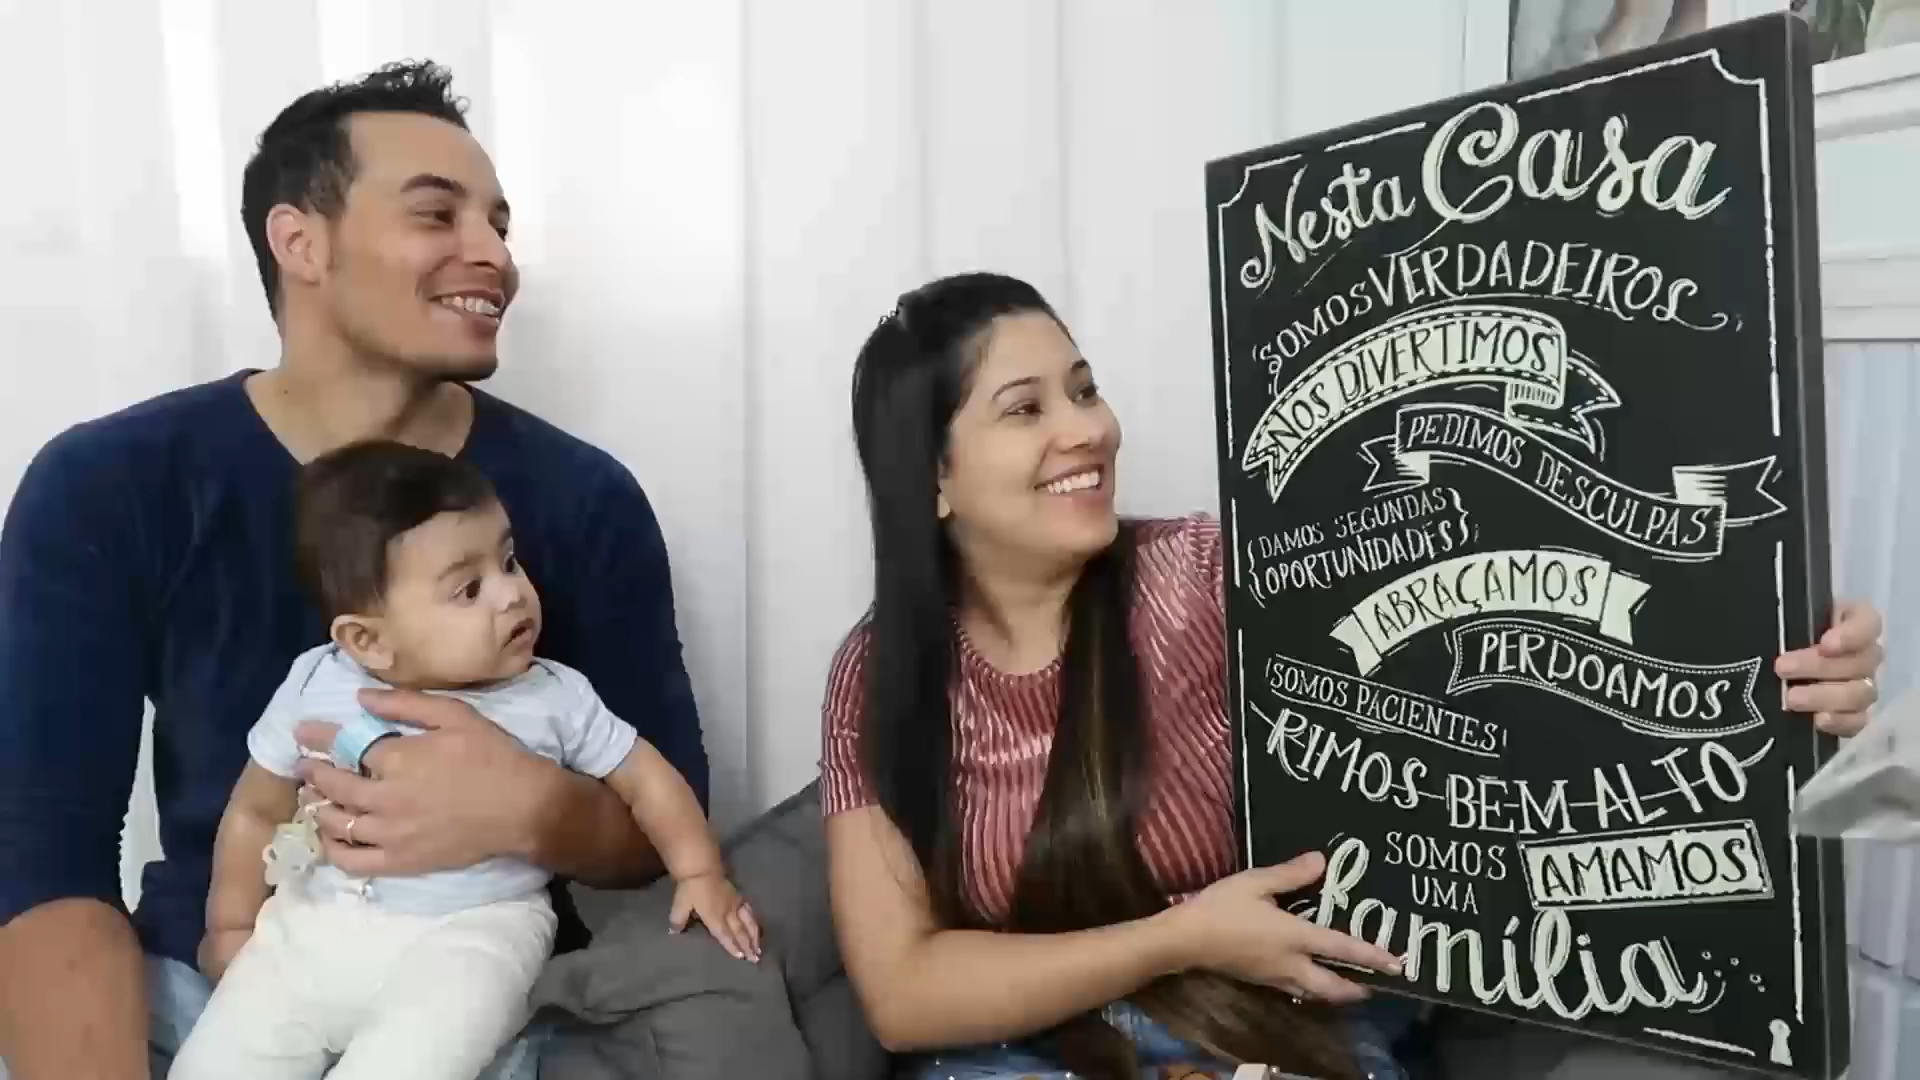 Nesta Casa
SOMOS VERDADEIROS
NOS DIVERTIMOS
PEDIMOS DESCULPAS
DAMOS SEGUNDAS
OPORTUNIDADES
ABRAÇAMOS
PERDOAMOS
SOMOS PACIENTES
RIMOS BEM ALTO
AMAMOS
SOMOS
UMA
família